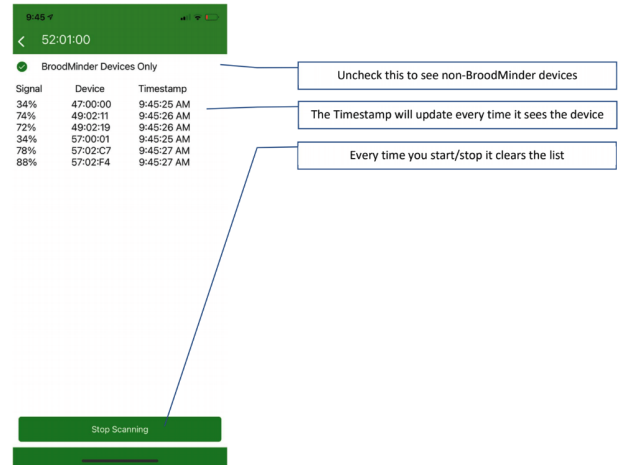 9:45
52:01:00
BroodMinder Devices Only
Signal Device Timestamp
34% 47:00:00 9:45:25 AM
74% 49:02:11 9:45:26 AM
72% 49:02:19 9:45:26 AM
34% 57:00:01 9:45:25 AM
78% 57:02:C7 9:45:27 AM
88% 57:02:F4 9:45:27 AM
Stop Scanning
Uncheck this to see non-BroodMinder devices
The Timestamp will update every time it sees the device
Every time you start/stop it clears the list